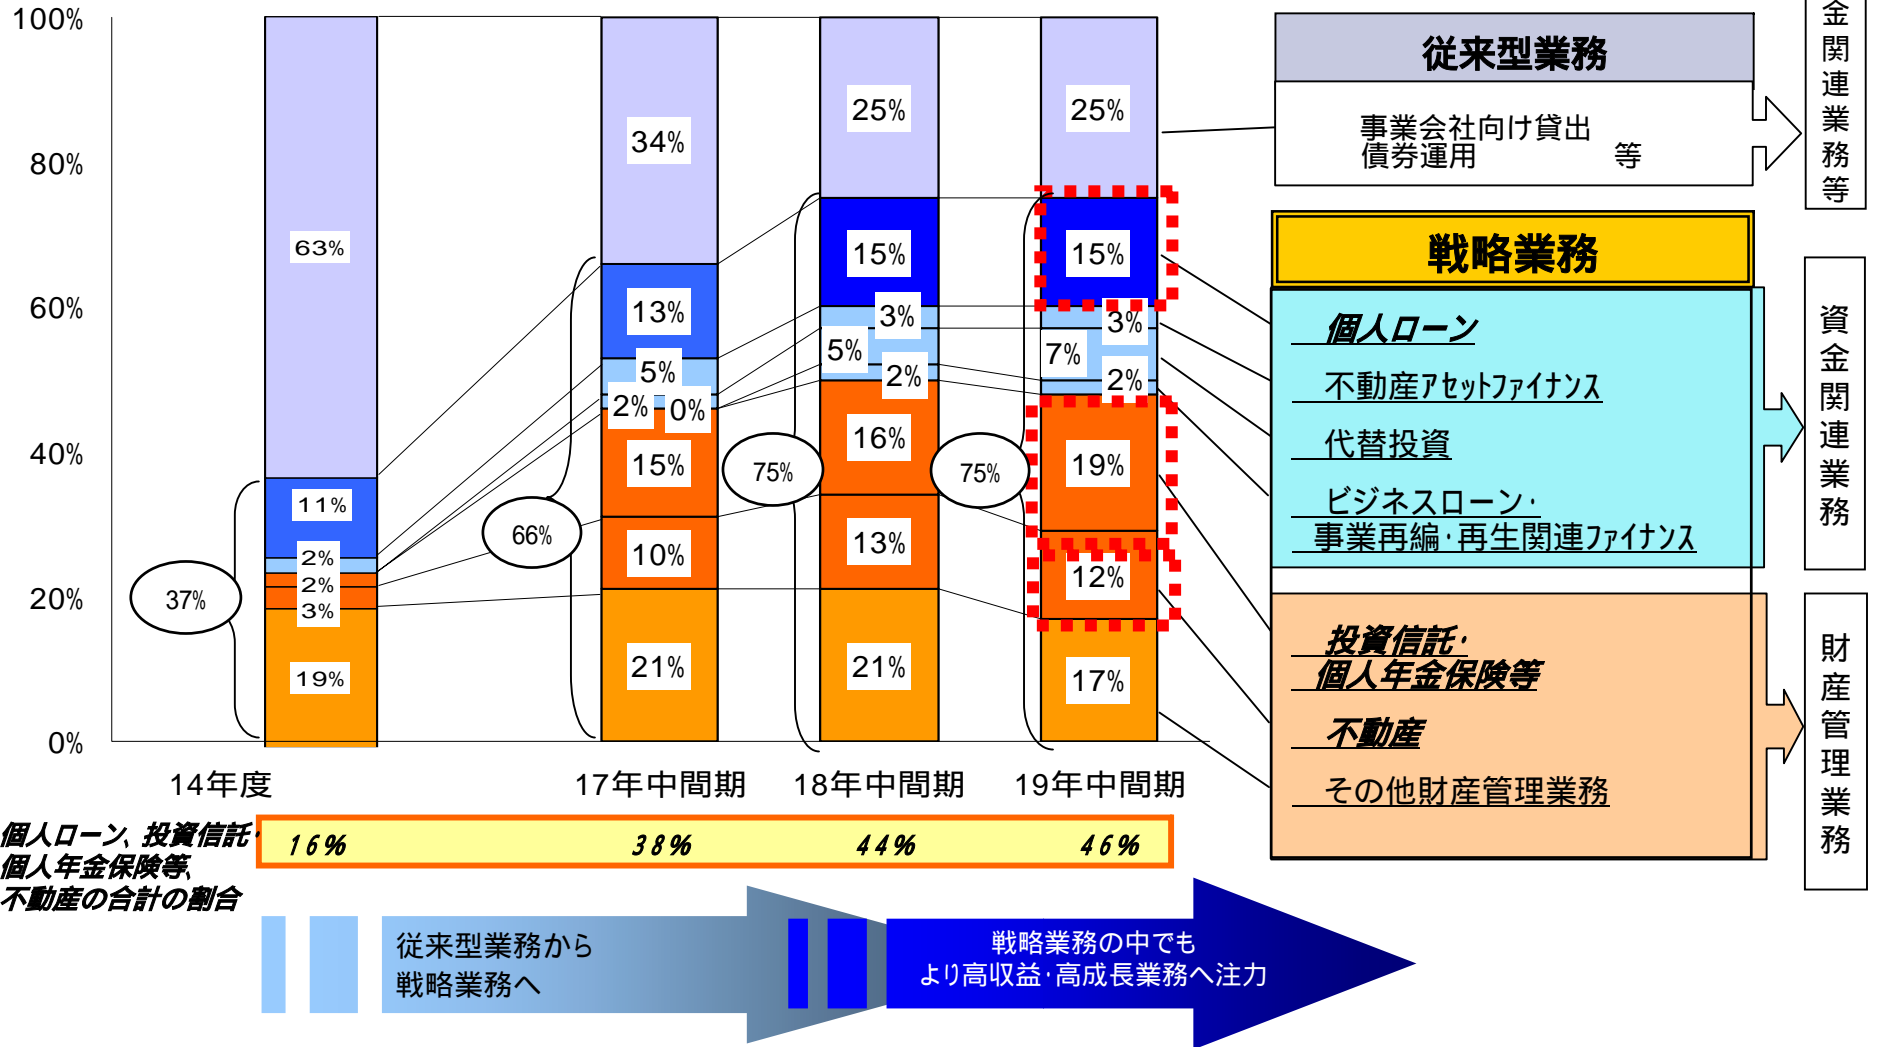 100%
80%
60%
40%
20%
0%
63%
11%
2%
2%
3%
19%
37%
34%
13%
5%
2%
0%
15%
10%
21%
66%
25%
15%
3%
5%
2%
16%
13%
21%
75%
25%
15%
3%
7%
2%
19%
12%
17%
75%
14年度
17年中間期
18年中間期
19年中間期
従来型業務
事業会社向け貸出
債券運用 等
金関連業務等
戦略業務
個人ローン
不動産アセットファイナンス
代替投資
ビジネスローン・
事業再編・再生関連ファイナンス
資金関連業務
投資信託・
個人年金保険等
不動産
その他財産管理業務
財産管理業務
個人ローン、投資信託・
個人年金保険等、
不動産の合計の割合
16%
38%
44%
46%
従来型業務から
戦略業務へ
戦略業務の中でも
より高収益・高成長業務へ注力